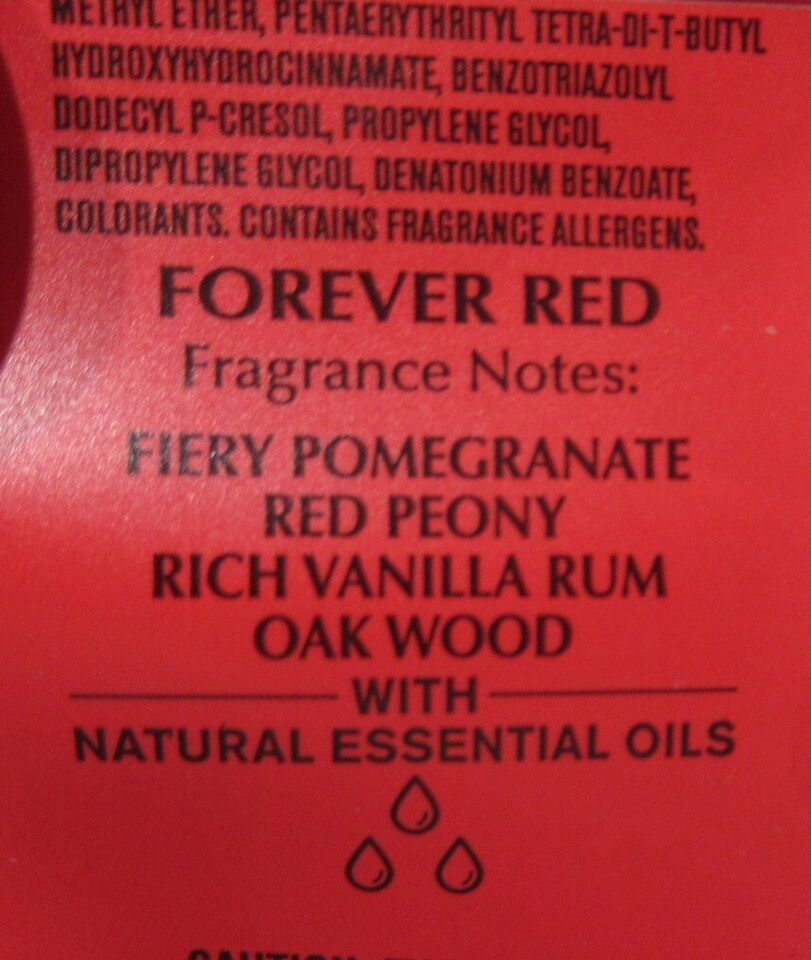 METHYL ETHER, PENTAERYTHRITYL TETRA-DI-T-BUTYL
HYDROXYHYDROCINNAMATE, BENZOTRIAZOLYL
DODECYL P-CRESOL, PROPYLENE GLYCOL,
DIPROPYLENE GLYCOL, DENATONIUM BENZOATE,
COLORANTS. CONTAINS FRAGRANCE ALLERGENS.
FOREVER RED
Fragrance Notes:
FIERY POMEGRANATE
RED PEONY
RICH VANILLA RUM
OAK WOOD
WITH
NATURAL ESSENTIAL OILS